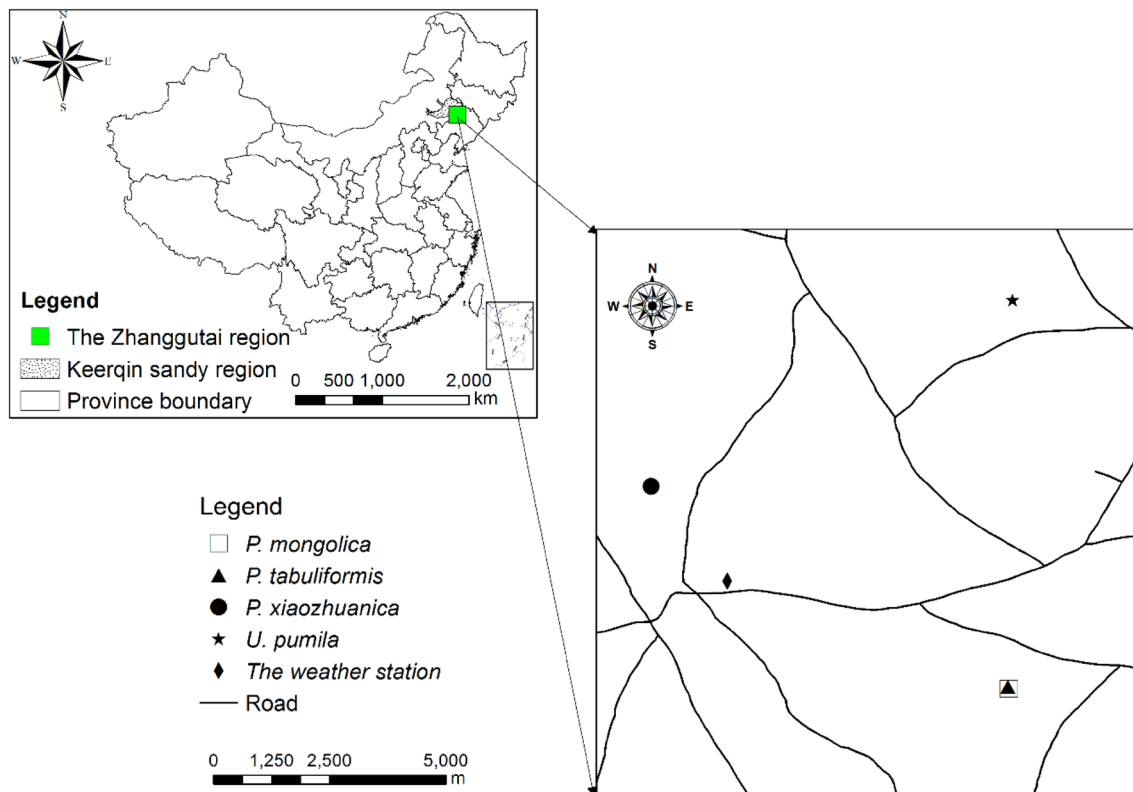 N
W E
S
Legend
The Zhanggutai region
Keerqin sandy region
Province boundary
0 500 1,000 2,000
km
N
W E
S
Legend
P. mongolica
P. tabuliformis
P. xiaozhuanica
U. pumila
The weather station
Road
0 1,250 2,500 5,000
m